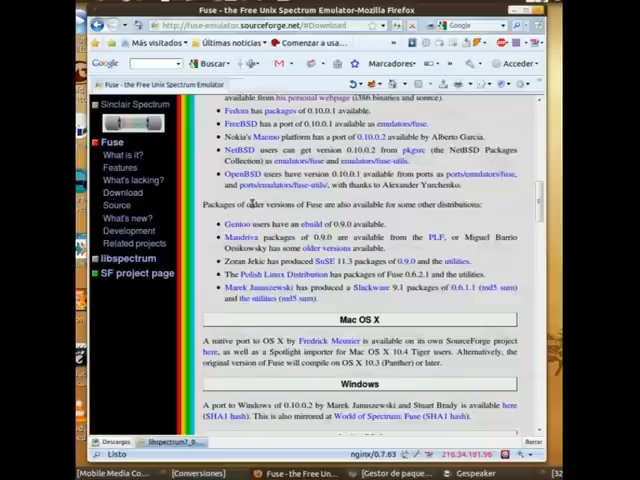 Fuse - the Free Unix Spectrum Emulator-Mozilla Firefox
http://fuse-emulator.sourceforge.net/#Download
Google
Más visitados
Últimas noticias
Comenzar a usa...
Google
Buscar
Marcadores
Acceder
Fuse - the Free Unix Spectrum Emulator
Sinclair Spectrum
Fuse
What is it?
Features
What's lacking?
Download
Source
What's new?
Development
Related projects
libspectrum
SF project page
available from his personal webpage (i386 binaries and source).
Fedora has packages of 0.10.0.1 available.
FreeBSD has a port of 0.10.0.1 available as emulators/fuse.
Nokia's Maemo platform has a port of 0.10.0.2 available by Alberto Garcia.
NetBSD users can get version 0.10.0.2 from pkgsrc (the NetBSD Packages
Collection) as emulators/fuse and emulators/fuse-utils.
OpenBSD users have version 0.10.0.1 available from ports as ports/emulators/fuse,
and ports/emulators/fuse-utils/, with thanks to Alexander Yurchenko.
Packages of older versions of Fuse are also available for some other distributions:
Gentoo users have an ebuild of 0.9.0 available.
Mandriva packages of 0.9.0 are available from the PLF, or Miguel Barrio
Orsikowsky has some older versions available.
Zoran Jekic has produced SuSE 11.3 packages of 0.9.0 and the utilities.
The Polish Linux Distribution has packages of Fuse 0.6.2.1 and the utilities.
Marek Januszewski has produced a Slackware 9.1 packages of 0.6.1.1 (md5 sum) and
the utilities (md5 sum).
Mac OS X
A native port to OS X by Fredrick Meunier is available on its own SourceForge project
here, as well as a Spotlight importer for Mac OS X 10.4 Tiger users. Alternatively, the
original version of Fuse will compile on OS X 10.3 (Panther) or later.
Windows
A port to Windows of 0.10.0.2 by Marek Januszewski and Stuart Brady is available here
(SHA1 hash). This is also mirrored at World of Spectrum: Fuse (SHA1 hash).
Descargas
libspectrum7_0...
Borrar
Listo
nginx/0.7.63
216.34.181.96
[Mobile Media Co...
[Conversiones]
Fuse - the Free Un...
[Gestor de paque...
Gespeaker
[32